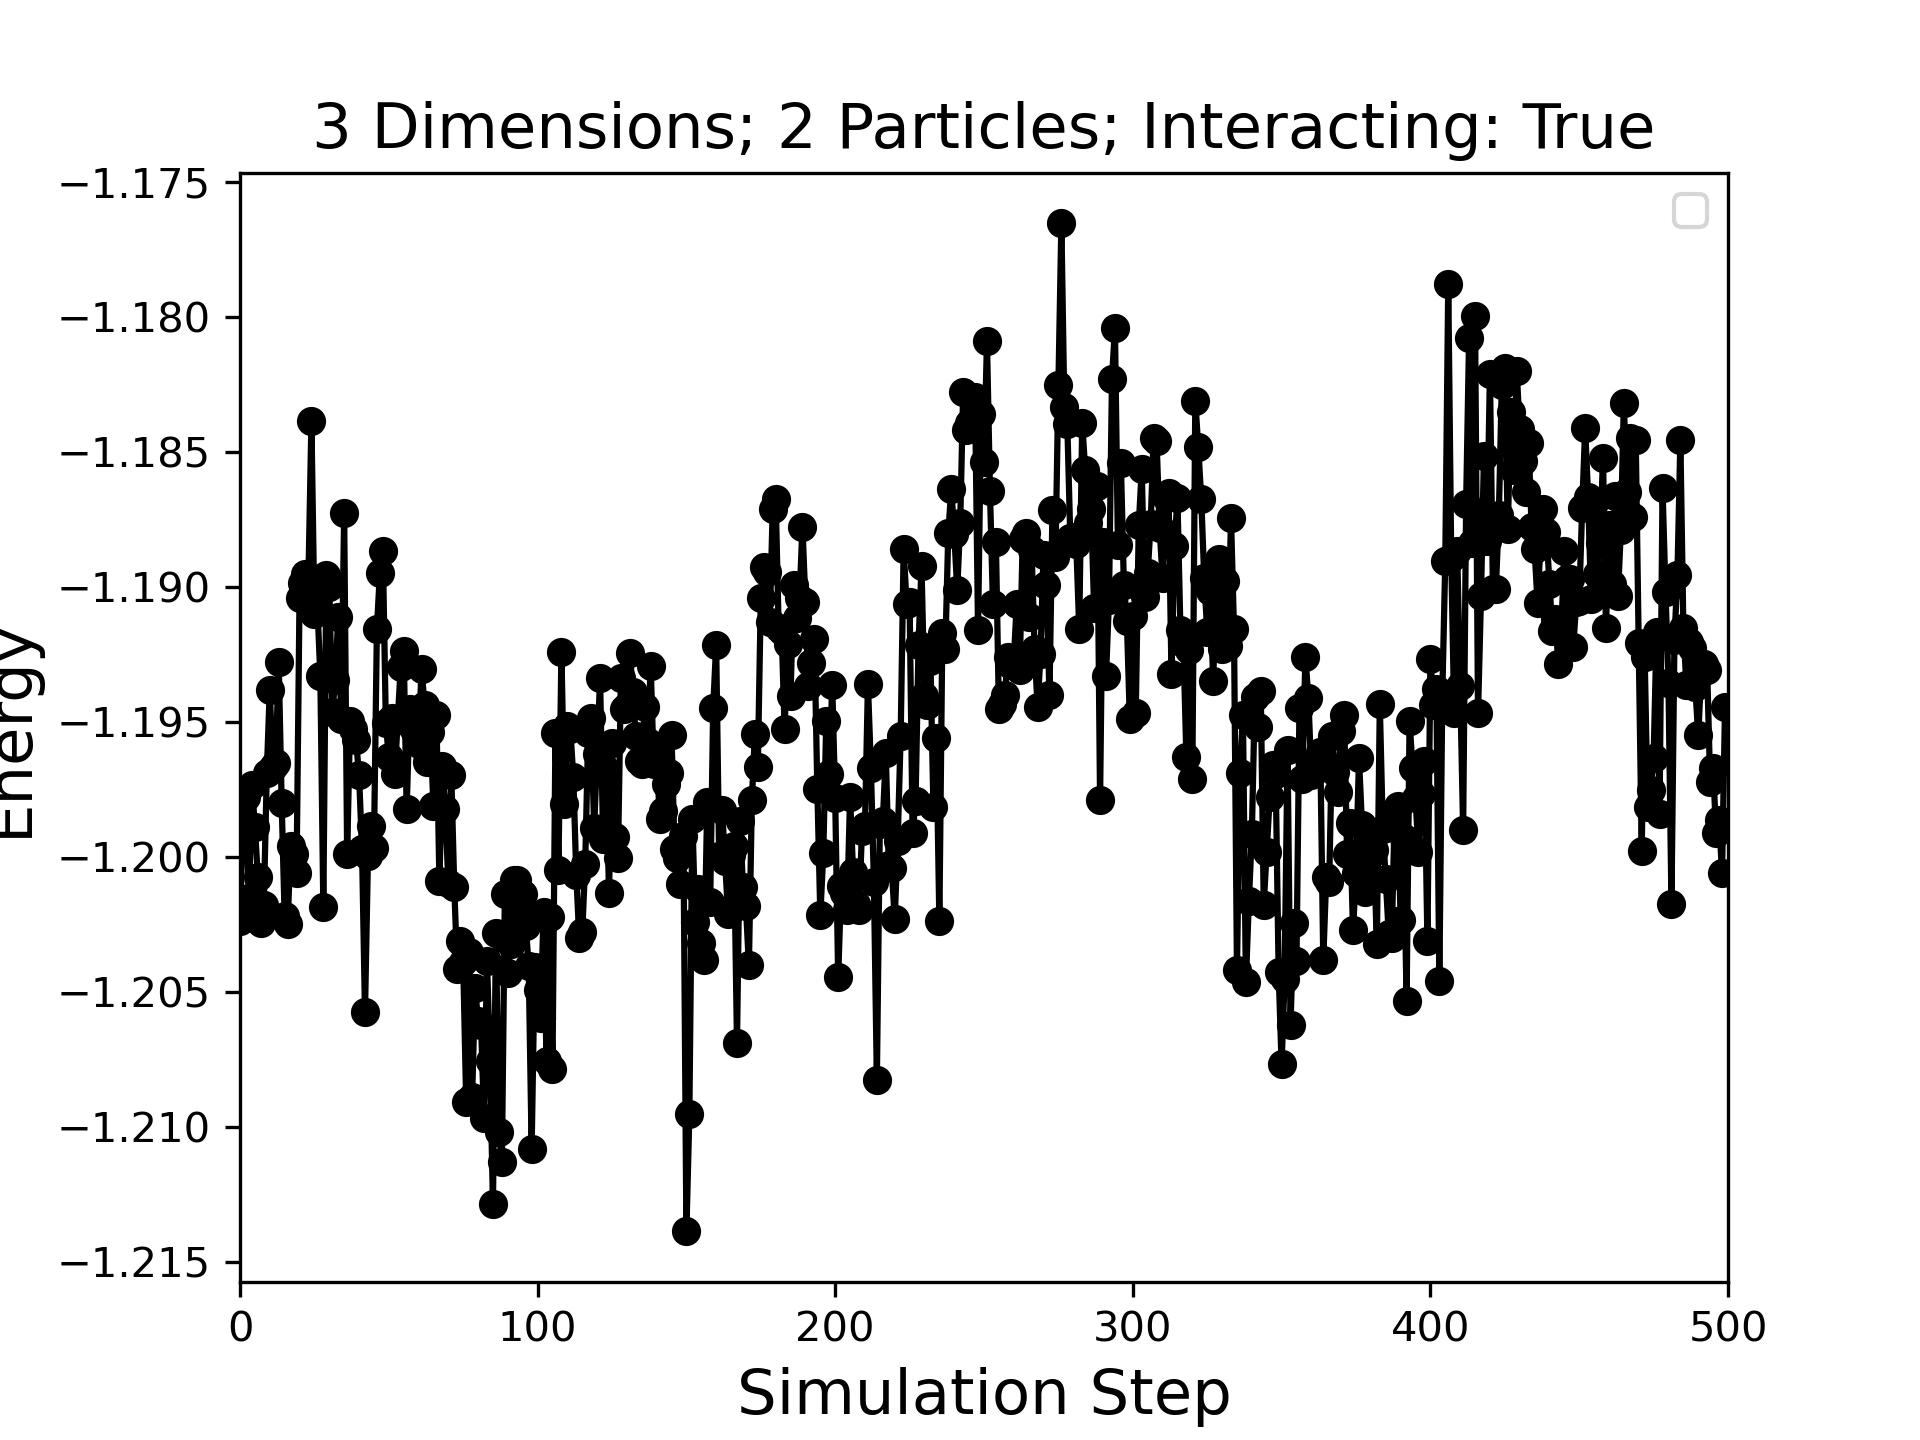 3 Dimensions; 2 Particles; Interacting: True
−1.175
−1.180
−1.185
−1.190
−1.195
−1.200
−1.205
−1.210
−1.215
Energy
0 100 200 300 400 500
Simulation Step